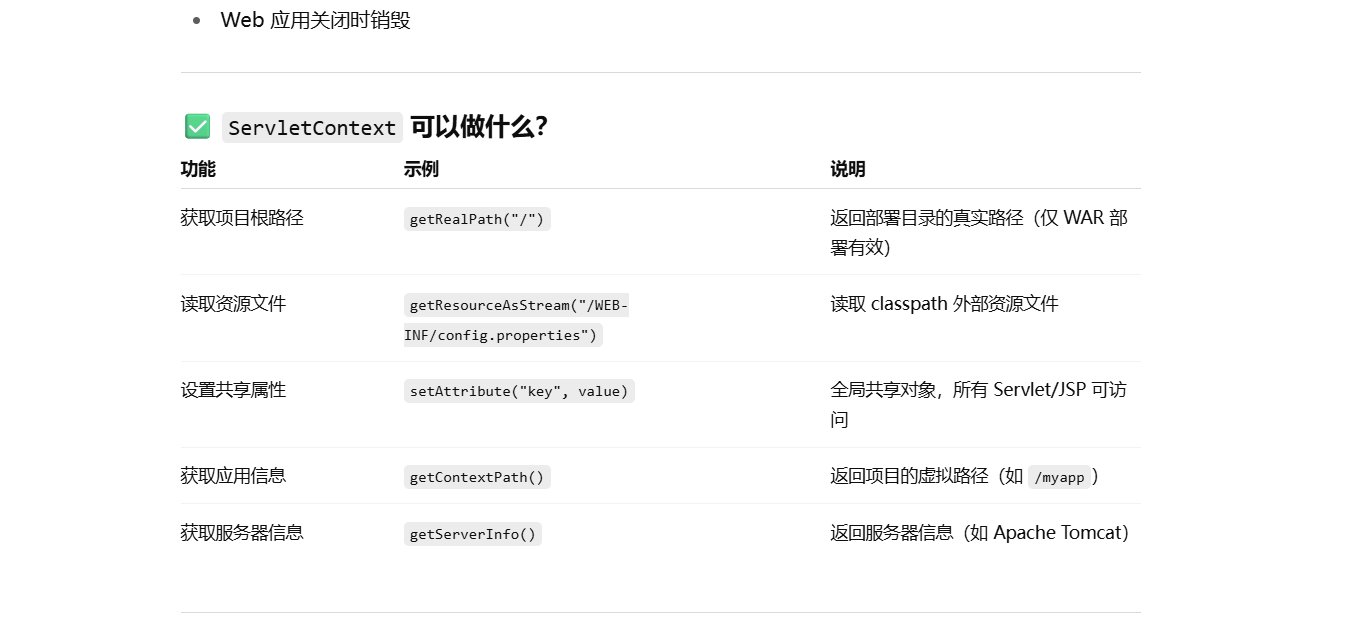 Web 应用关闭时销毁
✅ ServletContext 可以做什么？
功能 示例 说明
获取项目根路径 getRealPath("/") 返回部署目录的真实路径（仅 WAR 部
署有效）
读取资源文件 getResourceAsStream("/WEB- 读取 classpath 外部资源文件
INF/config.properties")
设置共享属性 setAttribute("key", value) 全局共享对象，所有 Servlet/JSP 可访
问
获取应用信息 getContextPath() 返回项目的虚拟路径（如 /myapp）
获取服务器信息 getServerInfo() 返回服务器信息（如 Apache Tomcat）